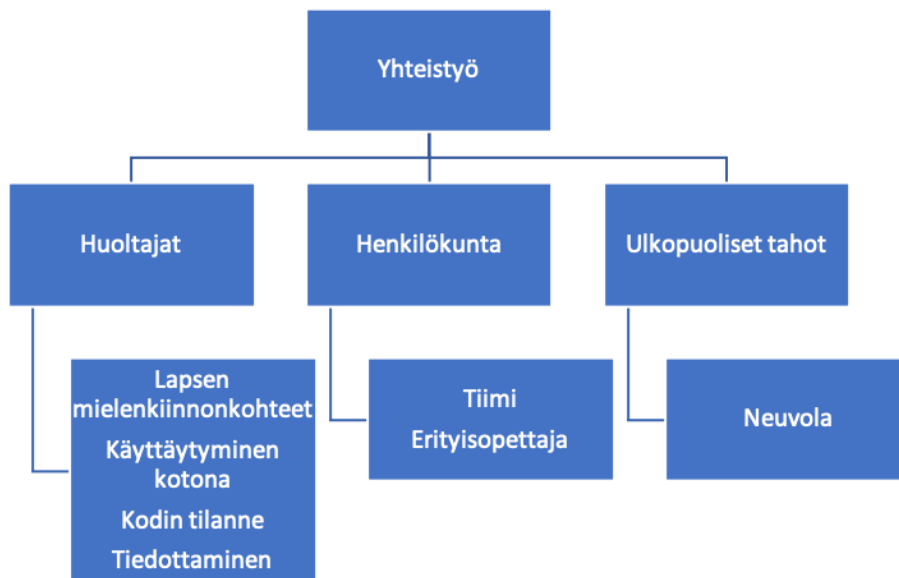 Yhteistyö
Huoltajat
Henkilökunta
Ulkopuoliset tahot
Lapsen
mielenkiinnonkohteet
Käyttäytyminen
kotona
Kodin tilanne
Tiedottaminen
Tiimi
Erityisopettaja
Neuvola